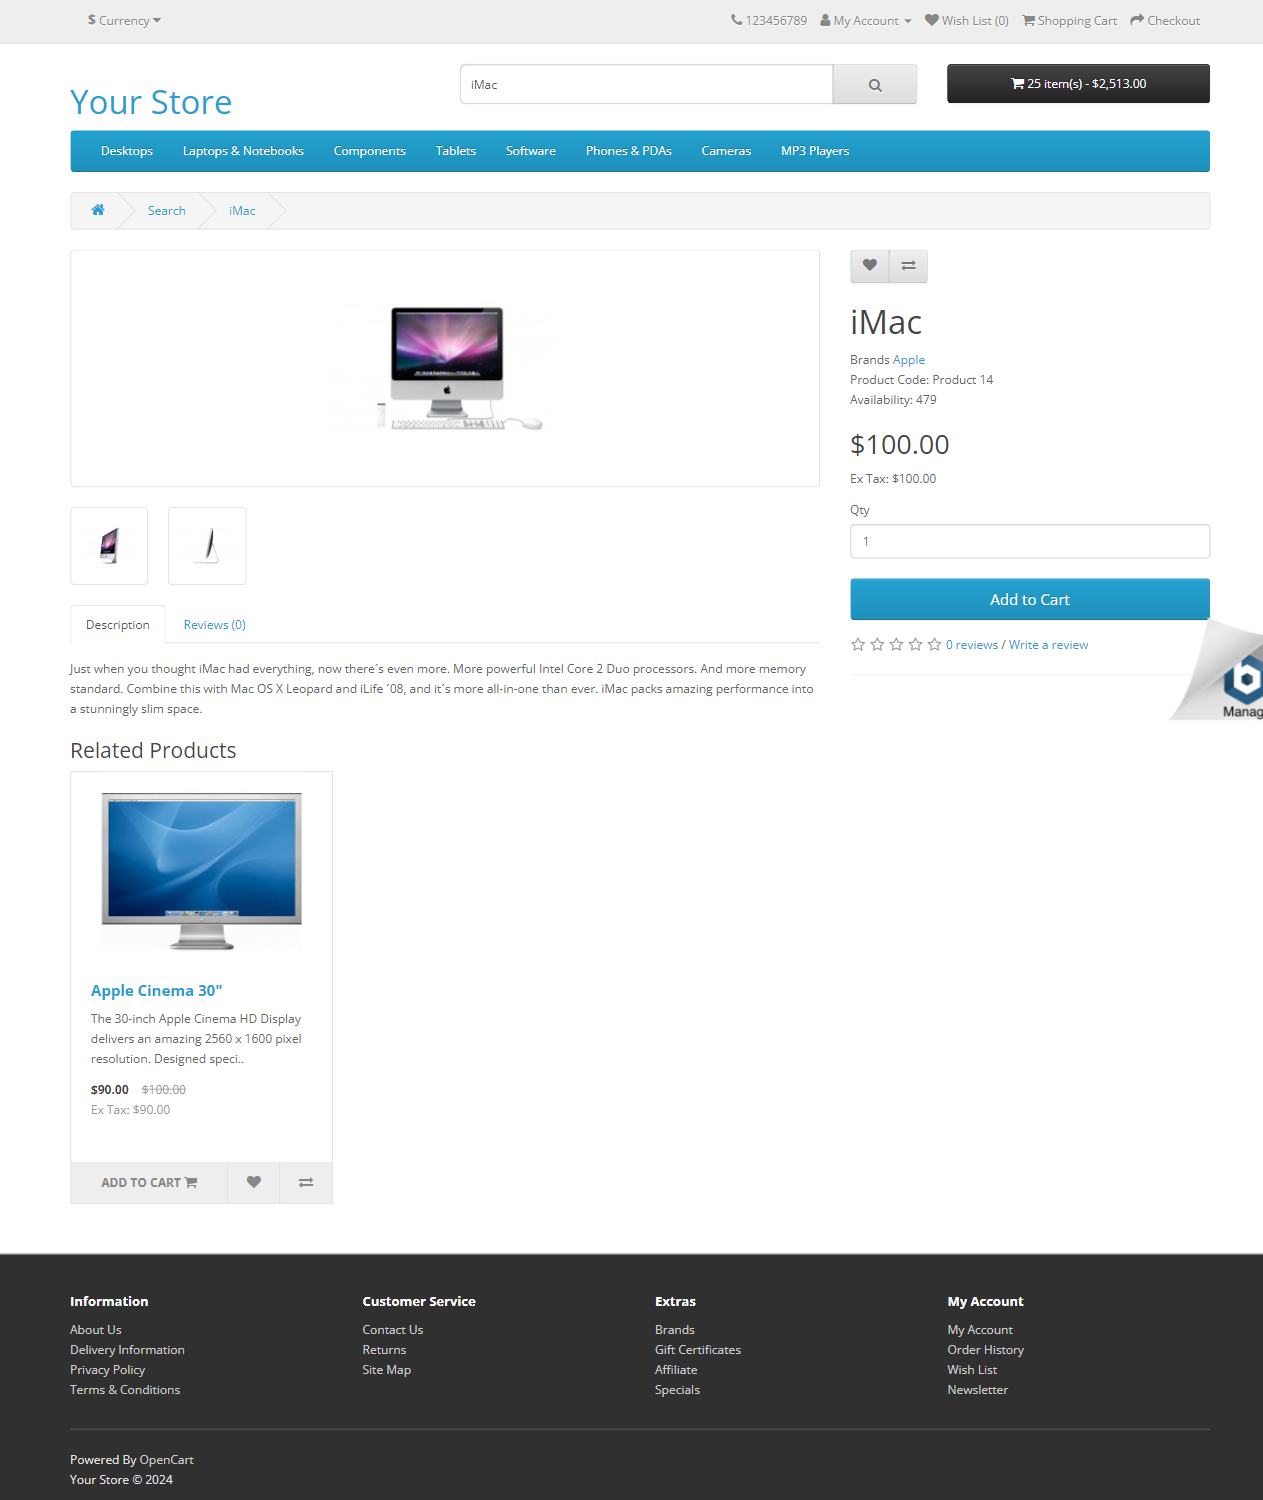 $ Currency
123456789 My Account Wish List (0) Shopping Cart Checkout
Your Store
iMac
25 item(s) - $2,513.00
Desktops Laptops & Notebooks Components Tablets Software Phones & PDAs Cameras MP3 Players
Search iMac
iMac
Brands Apple
Product Code: Product 14
Availability: 479
$100.00
Ex Tax: $100.00
Qty
1
Add to Cart
0 reviews / Write a review
Manag
Description Reviews (0)
Just when you thought iMac had everything, now there´s even more. More powerful Intel Core 2 Duo processors. And more memory
standard. Combine this with Mac OS X Leopard and iLife ´08, and it´s more all-in-one than ever. iMac packs amazing performance into
a stunningly slim space.
Related Products
Apple Cinema 30"
The 30-inch Apple Cinema HD Display
delivers an amazing 2560 x 1600 pixel
resolution. Designed speci..
$90.00 $100.00
Ex Tax: $90.00
ADD TO CART
Information
About Us
Delivery Information
Privacy Policy
Terms & Conditions
Customer Service
Contact Us
Returns
Site Map
Extras
Brands
Gift Certificates
Affiliate
Specials
My Account
My Account
Order History
Wish List
Newsletter
Powered By OpenCart
Your Store © 2024